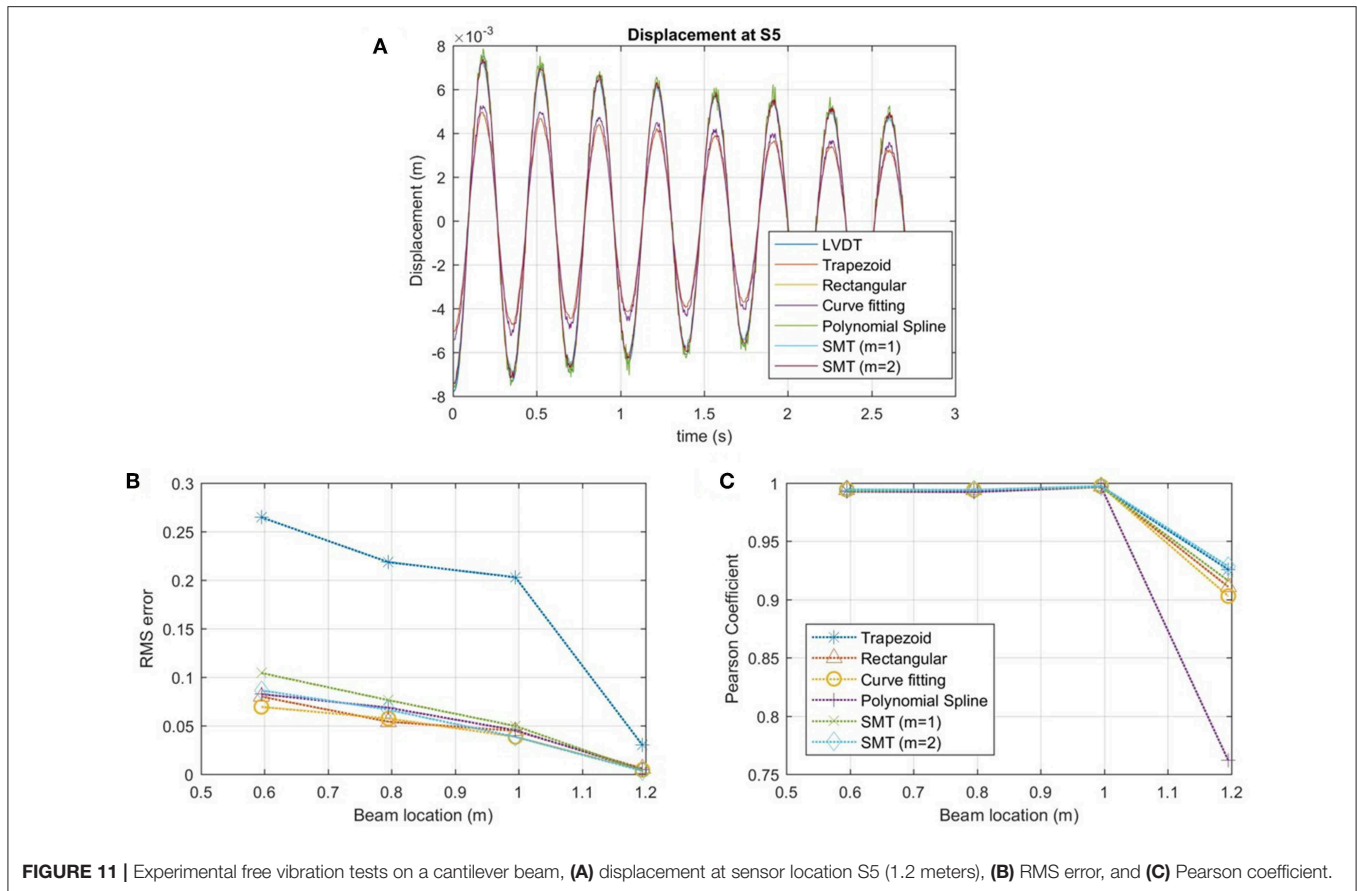 A
×10⁻³
Displacement at S5
8
6
4
2
0
-2
-4
-6
-8
Displacement (m)
0 0.5 1 1.5 2 2.5 3
time (s)
LVDT
Trapezoid
Rectangular
Curve fitting
Polynomial Spline
SMT (m=1)
SMT (m=2)
B
0.3
0.25
0.2
0.15
0.1
0.05
0
RMS error
0.5 0.6 0.7 0.8 0.9 1 1.1 1.2
Beam location (m)
C
1
0.95
0.9
0.85
0.8
0.75
Pearson Coefficient
Trapezoid
Rectangular
Curve fitting
Polynomial Spline
SMT (m=1)
SMT (m=2)
0.5 0.6 0.7 0.8 0.9 1 1.1 1.2
Beam location (m)
FIGURE 11 | Experimental free vibration tests on a cantilever beam, (A) displacement at sensor location S5 (1.2 meters), (B) RMS error, and (C) Pearson coefficient.